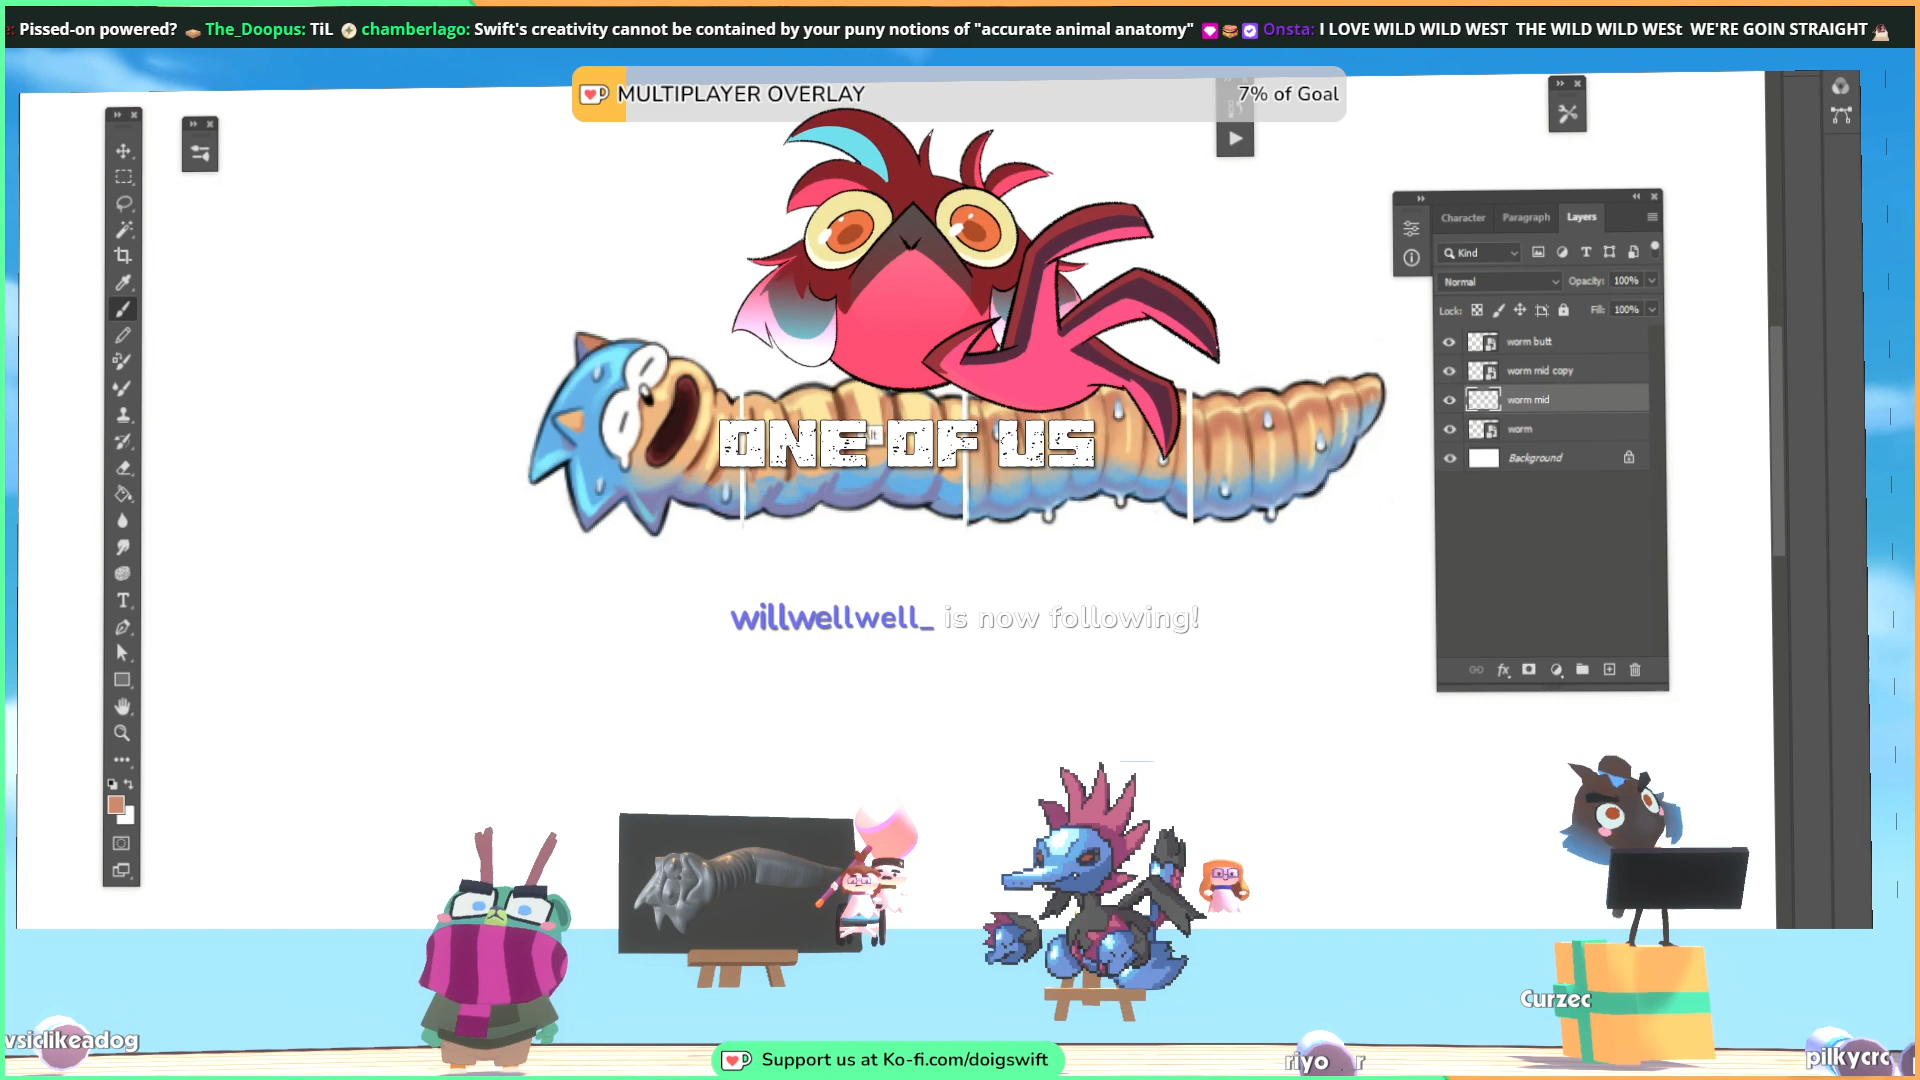 Pissed-on powered? The_Doopus: TiL chamberlago: Swift's creativity cannot be contained by your puny notions of "accurate animal anatomy" Onsta: I LOVE WILD WILD WEST THE WILD WILD WESt WE'RE GOIN STRAIGHT
MULTIPLAYER OVERLAY 7% of Goal
Character Paragraph Layers
Kind
Normal Opacity: 100%
Lock: Fill: 100%
worm butt
worm mid copy
worm mid
worm
Background
ONE OF US
willwellwell_ is now following!
Curzec
vsiclikeadog
Support us at Ko-fi.com/doigswift
pilkycrc